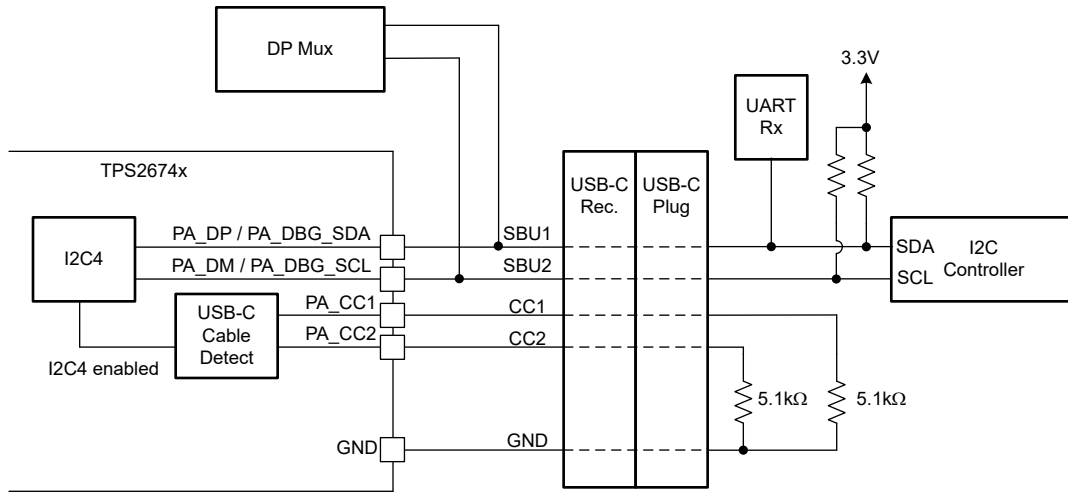 DP Mux
3.3V
UART
Rx
TPS2674x
USB-C
Rec.
USB-C
Plug
I2C4
PA_DP / PA_DBG_SDA
SBU1
SDA
I2C
Controller
PA_DM / PA_DBG_SCL
SBU2
SCL
USB-C
Cable
Detect
PA_CC1
CC1
PA_CC2
CC2
I2C4 enabled
5.1kΩ
5.1kΩ
GND
GND